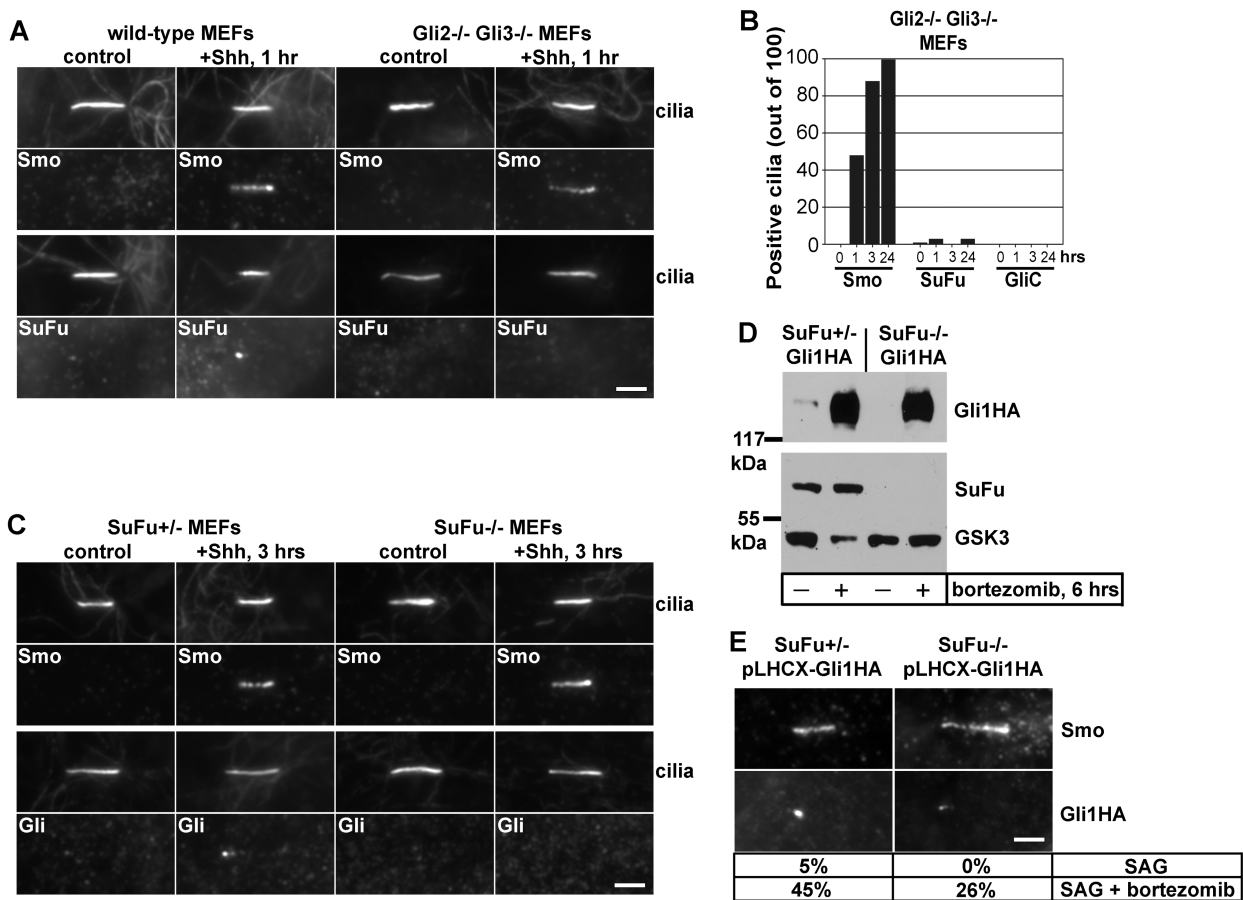 A
wild-type MEFs
Gli2-/- Gli3-/- MEFs
control
+Shh, 1 hr
control
+Shh, 1 hr
cilia
Smo
Smo
Smo
Smo
cilia
SuFu
SuFu
SuFu
SuFu
B
Gli2-/- Gli3-/-
MEFs
Positive cilia (out of 100)
100
80
60
40
20
0
0 1 3 24 0 1 3 24 0 1 3 24 hrs
Smo SuFu GliC
C
SuFu+/- MEFs
SuFu-/- MEFs
control
+Shh, 3 hrs
control
+Shh, 3 hrs
cilia
Smo
Smo
Smo
Smo
cilia
Gli
Gli
Gli
Gli
D
SuFu+/-
Gli1HA
SuFu-/-
Gli1HA
Gli1HA
117
kDa
SuFu
55
kDa
GSK3
− + − + bortezomib, 6 hrs
E
SuFu+/-
pLHCX-Gli1HA
SuFu-/-
pLHCX-Gli1HA
Smo
Gli1HA
5% 0% SAG
45% 26% SAG + bortezomib